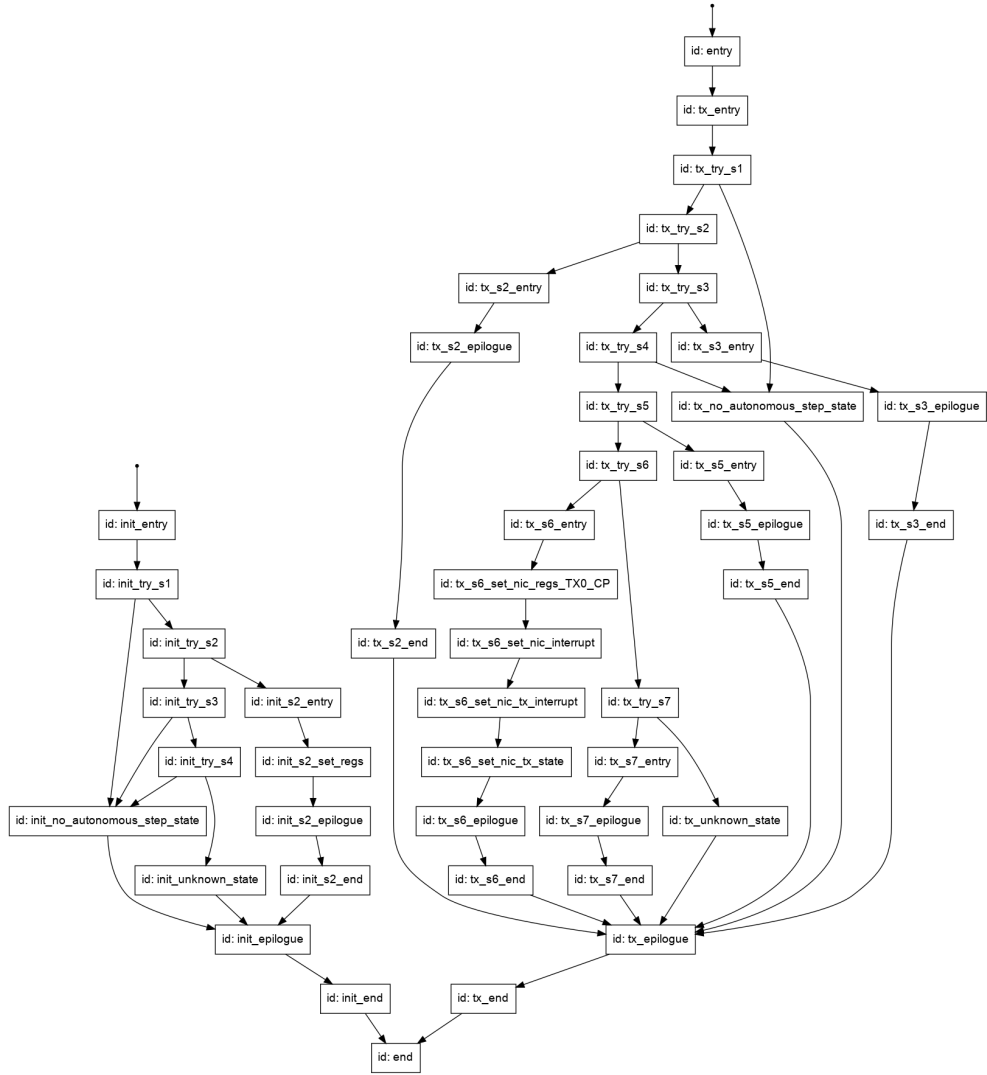 id: entry
id: tx_entry
id: tx_try_s1
id: tx_try_s2
id: tx_s2_entry
id: tx_try_s3
id: tx_s2_epilogue
id: tx_try_s4
id: tx_s3_entry
id: tx_try_s5
id: tx_no_autonomous_step_state
id: tx_s3_epilogue
id: tx_try_s6
id: tx_s5_entry
id: init_entry
id: tx_s6_entry
id: tx_s5_epilogue
id: tx_s3_end
id: init_try_s1
id: tx_s6_set_nic_regs_TX0_CP
id: tx_s5_end
id: init_try_s2
id: tx_s2_end
id: tx_s6_set_nic_interrupt
id: init_try_s3
id: init_s2_entry
id: tx_s6_set_nic_tx_interrupt
id: tx_try_s7
id: init_try_s4
id: init_s2_set_regs
id: tx_s6_set_nic_tx_state
id: tx_s7_entry
id: init_no_autonomous_step_state
id: init_s2_epilogue
id: tx_s6_epilogue
id: tx_s7_epilogue
id: tx_unknown_state
id: init_unknown_state
id: init_s2_end
id: tx_s6_end
id: tx_s7_end
id: init_epilogue
id: tx_epilogue
id: init_end
id: tx_end
id: end